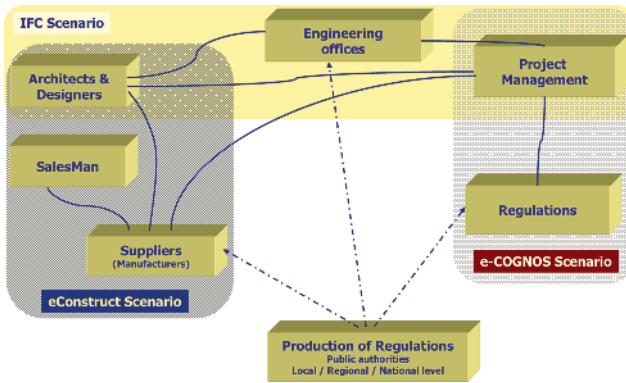 IFC Scenario
Engineering
offices
Architects &
Designers
Project
Management
SalesMan
Regulations
Suppliers
(Manufacturers)
e-COGNOS Scenario
eConstruct Scenario
Production of Regulations
Public authorities
Local / Regional / National level